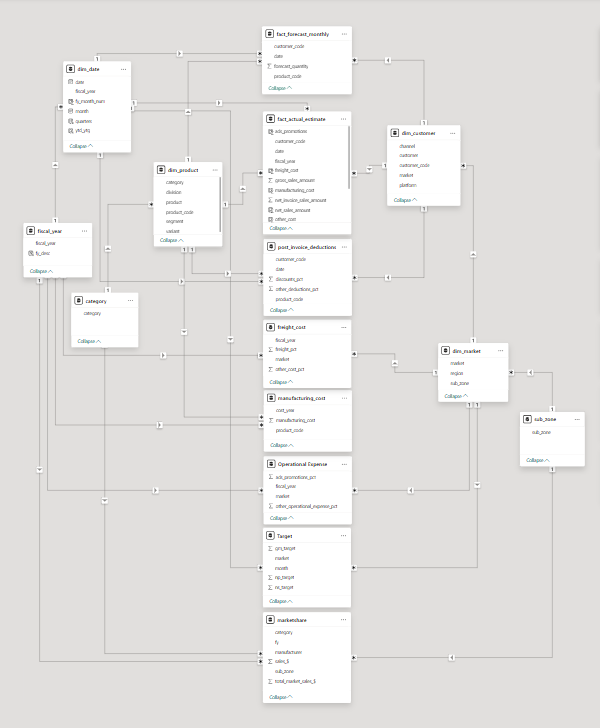 fact_forecast_monthly
customer_code
date
forecast_quantity
product_code
Collapse
dim_date
date
fiscal_year
fy_month_num
month
quarters
ytd_ytg
Collapse
fact_actual_estimate
ads_promotions
customer_code
date
fiscal_year
freight_cost
gross_sales_amount
manufacturing_cost
net_invoice_sales_amount
net_sales_amount
other_cost
Collapse
dim_customer
channel
customer
customer_code
market
platform
Collapse
dim_product
category
division
product
product_code
segment
variant
Collapse
fiscal_year
fiscal_year
fy_desc
Collapse
post_invoice_deductions
customer_code
date
discounts_pct
other_deductions_pct
product_code
Collapse
category
category
Collapse
freight_cost
fiscal_year
freight_pct
market
other_cost_pct
Collapse
dim_market
market
region
sub_zone
Collapse
manufacturing_cost
cost_year
manufacturing_cost
product_code
Collapse
sub_zone
sub_zone
Collapse
Operational Expense
ads_promotions_pct
fiscal_year
market
other_operational_expense_pct
Collapse
Target
gm_target
market
month
np_target
ns_target
Collapse
marketshare
category
fy
manufacturer
sales_$
sub_zone
total_market_sales_$
Collapse